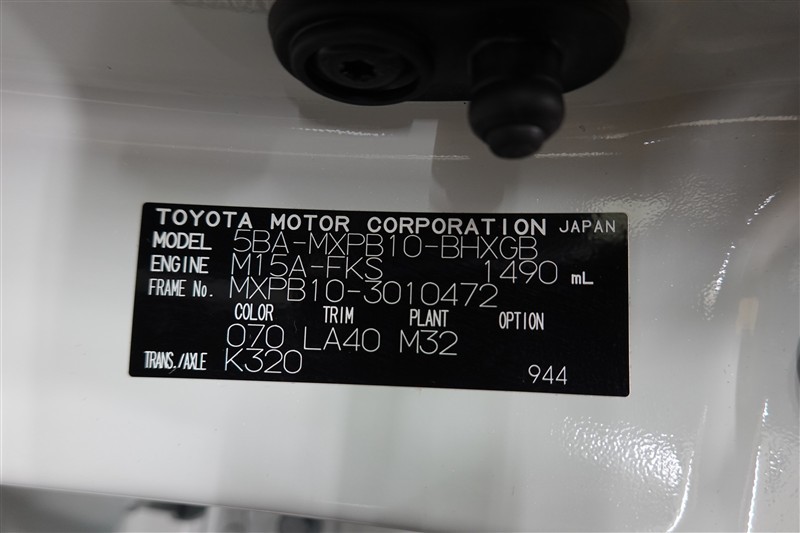 TOYOTA MOTOR CORPORATION JAPAN
MODEL 5BA-MXPB10-BHXGB
ENGINE M15A-FKS 1490 mL
FRAME No. MXPB10-3010472
COLOR TRIM PLANT OPTION
070 LA40 M32
TRANS./AXLE K320
944